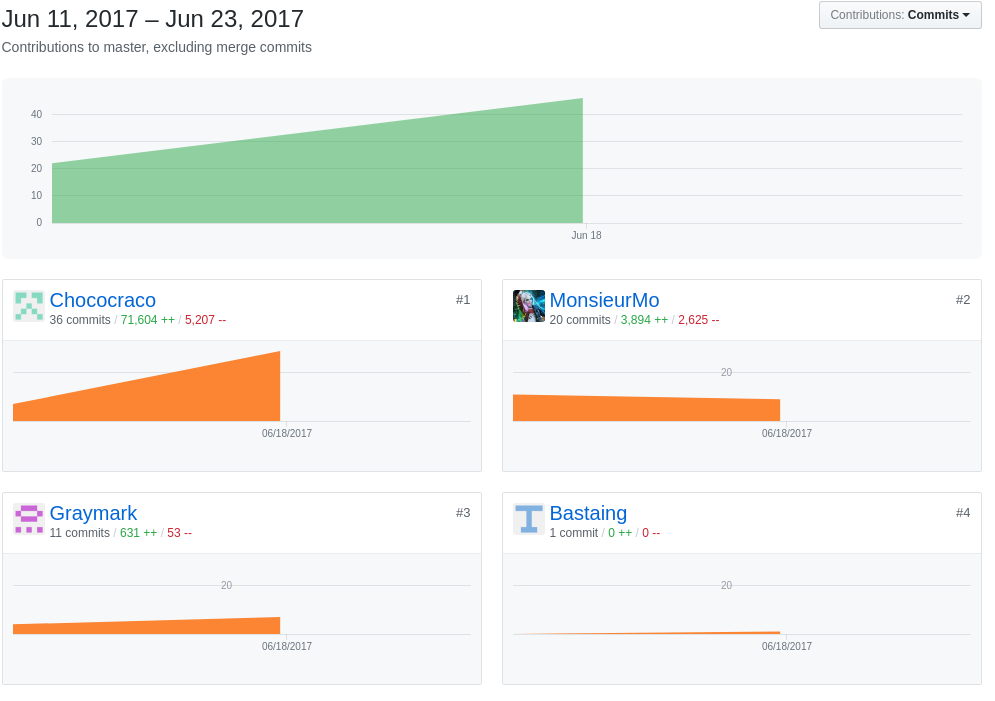 Jun 11, 2017 – Jun 23, 2017
Contributions: Commits
Contributions to master, excluding merge commits
40
30
20
10
0
Jun 18
Chococraco
#1
36 commits / 71,604 ++ / 5,207 --
06/18/2017
MonsieurMo
#2
20 commits / 3,894 ++ / 2,625 --
20
06/18/2017
Graymark
#3
11 commits / 631 ++ / 53 --
20
06/18/2017
Bastaing
#4
1 commit / 0 ++ / 0 --
20
06/18/2017